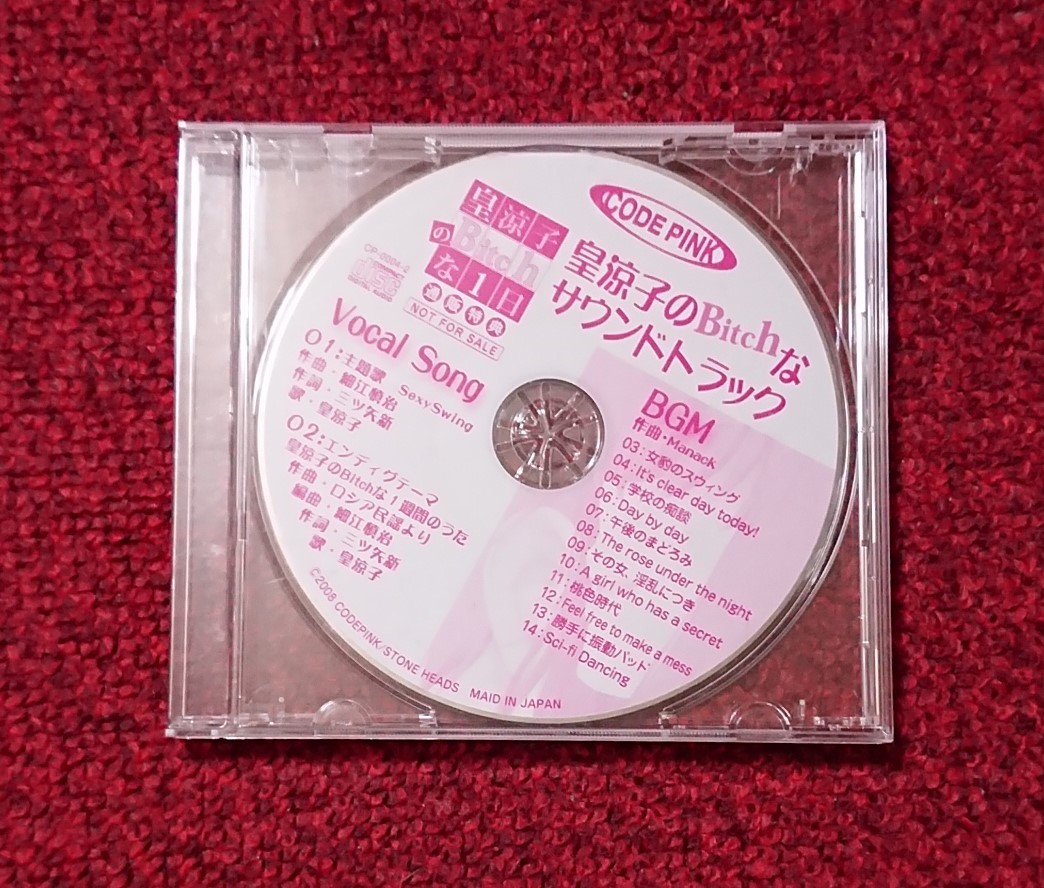 CODE PINK
皇涼子のBitchな
サウンドトラック
皇涼子
のBitch
な1日
通販特典
NOT FOR SALE
CP-0004-2
Vocal Song
01:主題歌 SexySwing
作曲・細江慎治
作詞・三ツ矢新
歌・皇涼子
02:エンディグテーマ
皇涼子のBitchな1週間のうた
作曲・ロシア民謡より
編曲・細江慎治
作詞・三ツ矢新
歌・皇涼子
BGM
作曲・Manack
03:女豹のスウィング
04:It's clear day today!
05:学校の痴談
06:Day by day
07:午後のまどろみ
08:The rose under the night
09:その女、淫乱につき
10:A girl who has a secret
11:桃色時代
12:Feel free to make a mess
13:勝手に振動パッド
14:Sci-fi Dancing
©2008 CODEPINK/STONE HEADS MAID IN JAPAN